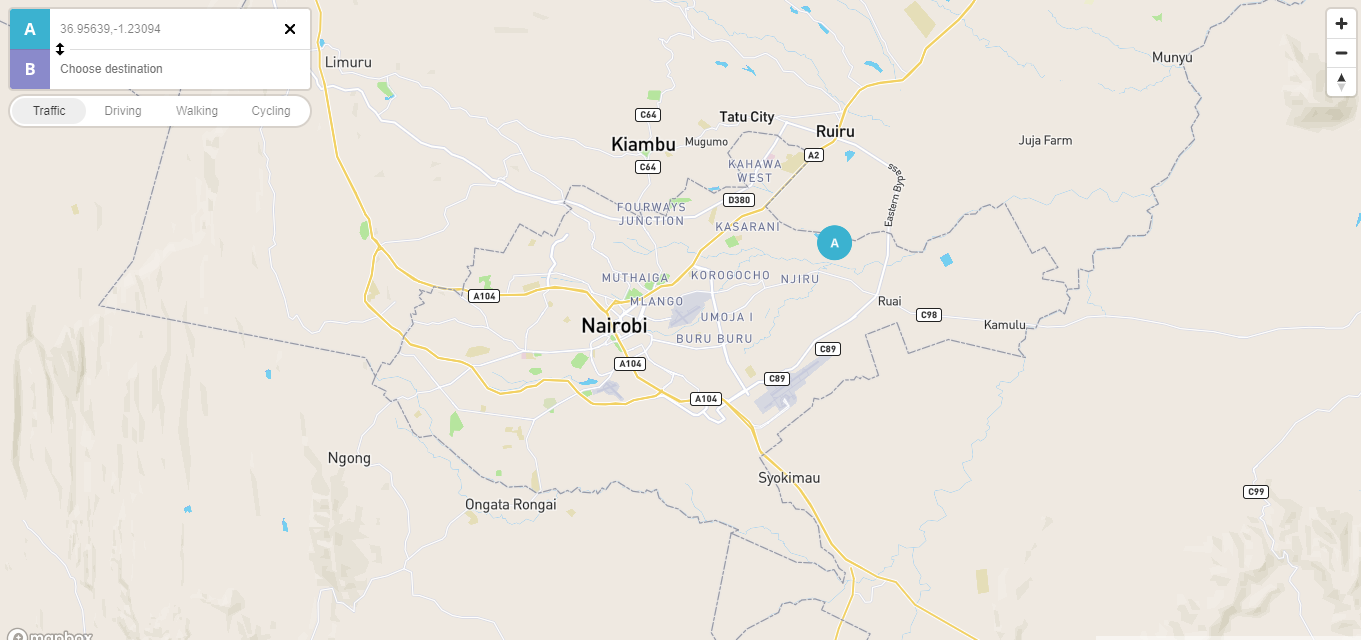 A
36.95639,-1.23094
B
Choose destination
Traffic
Driving
Walking
Cycling
Limuru
Munyu
C64
Tatu City
Ruiru
Kiambu
Mugumo
Juja Farm
A2
C64
KAHAWA
WEST
Eastern Bypass
D380
FOURWAYS
JUNCTION
KASARANI
A
MUTHAIGA
KOROGOCHO
NJIRU
A104
MLANGO
Ruai
UMOJA I
C98
Nairobi
Kamulu
BURU BURU
C89
A104
C89
A104
Ngong
Syokimau
C99
Ongata Rongai
mapbox